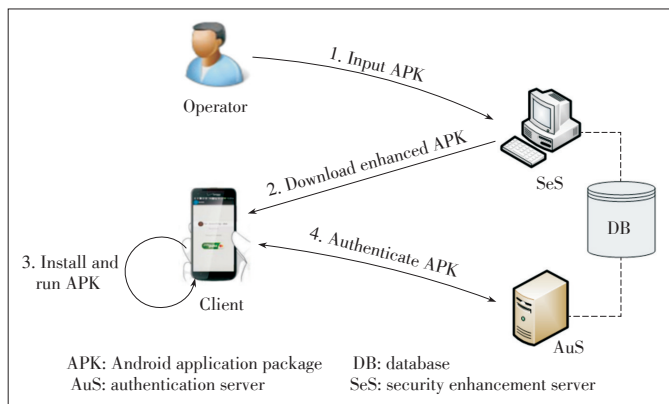 1. Input APK
Operator
2. Download enhanced APK
SeS
DB
3. Install and
run APK
4. Authenticate APK
Client
AuS
APK: Android application package
DB: database
AuS: authentication server
SeS: security enhancement server